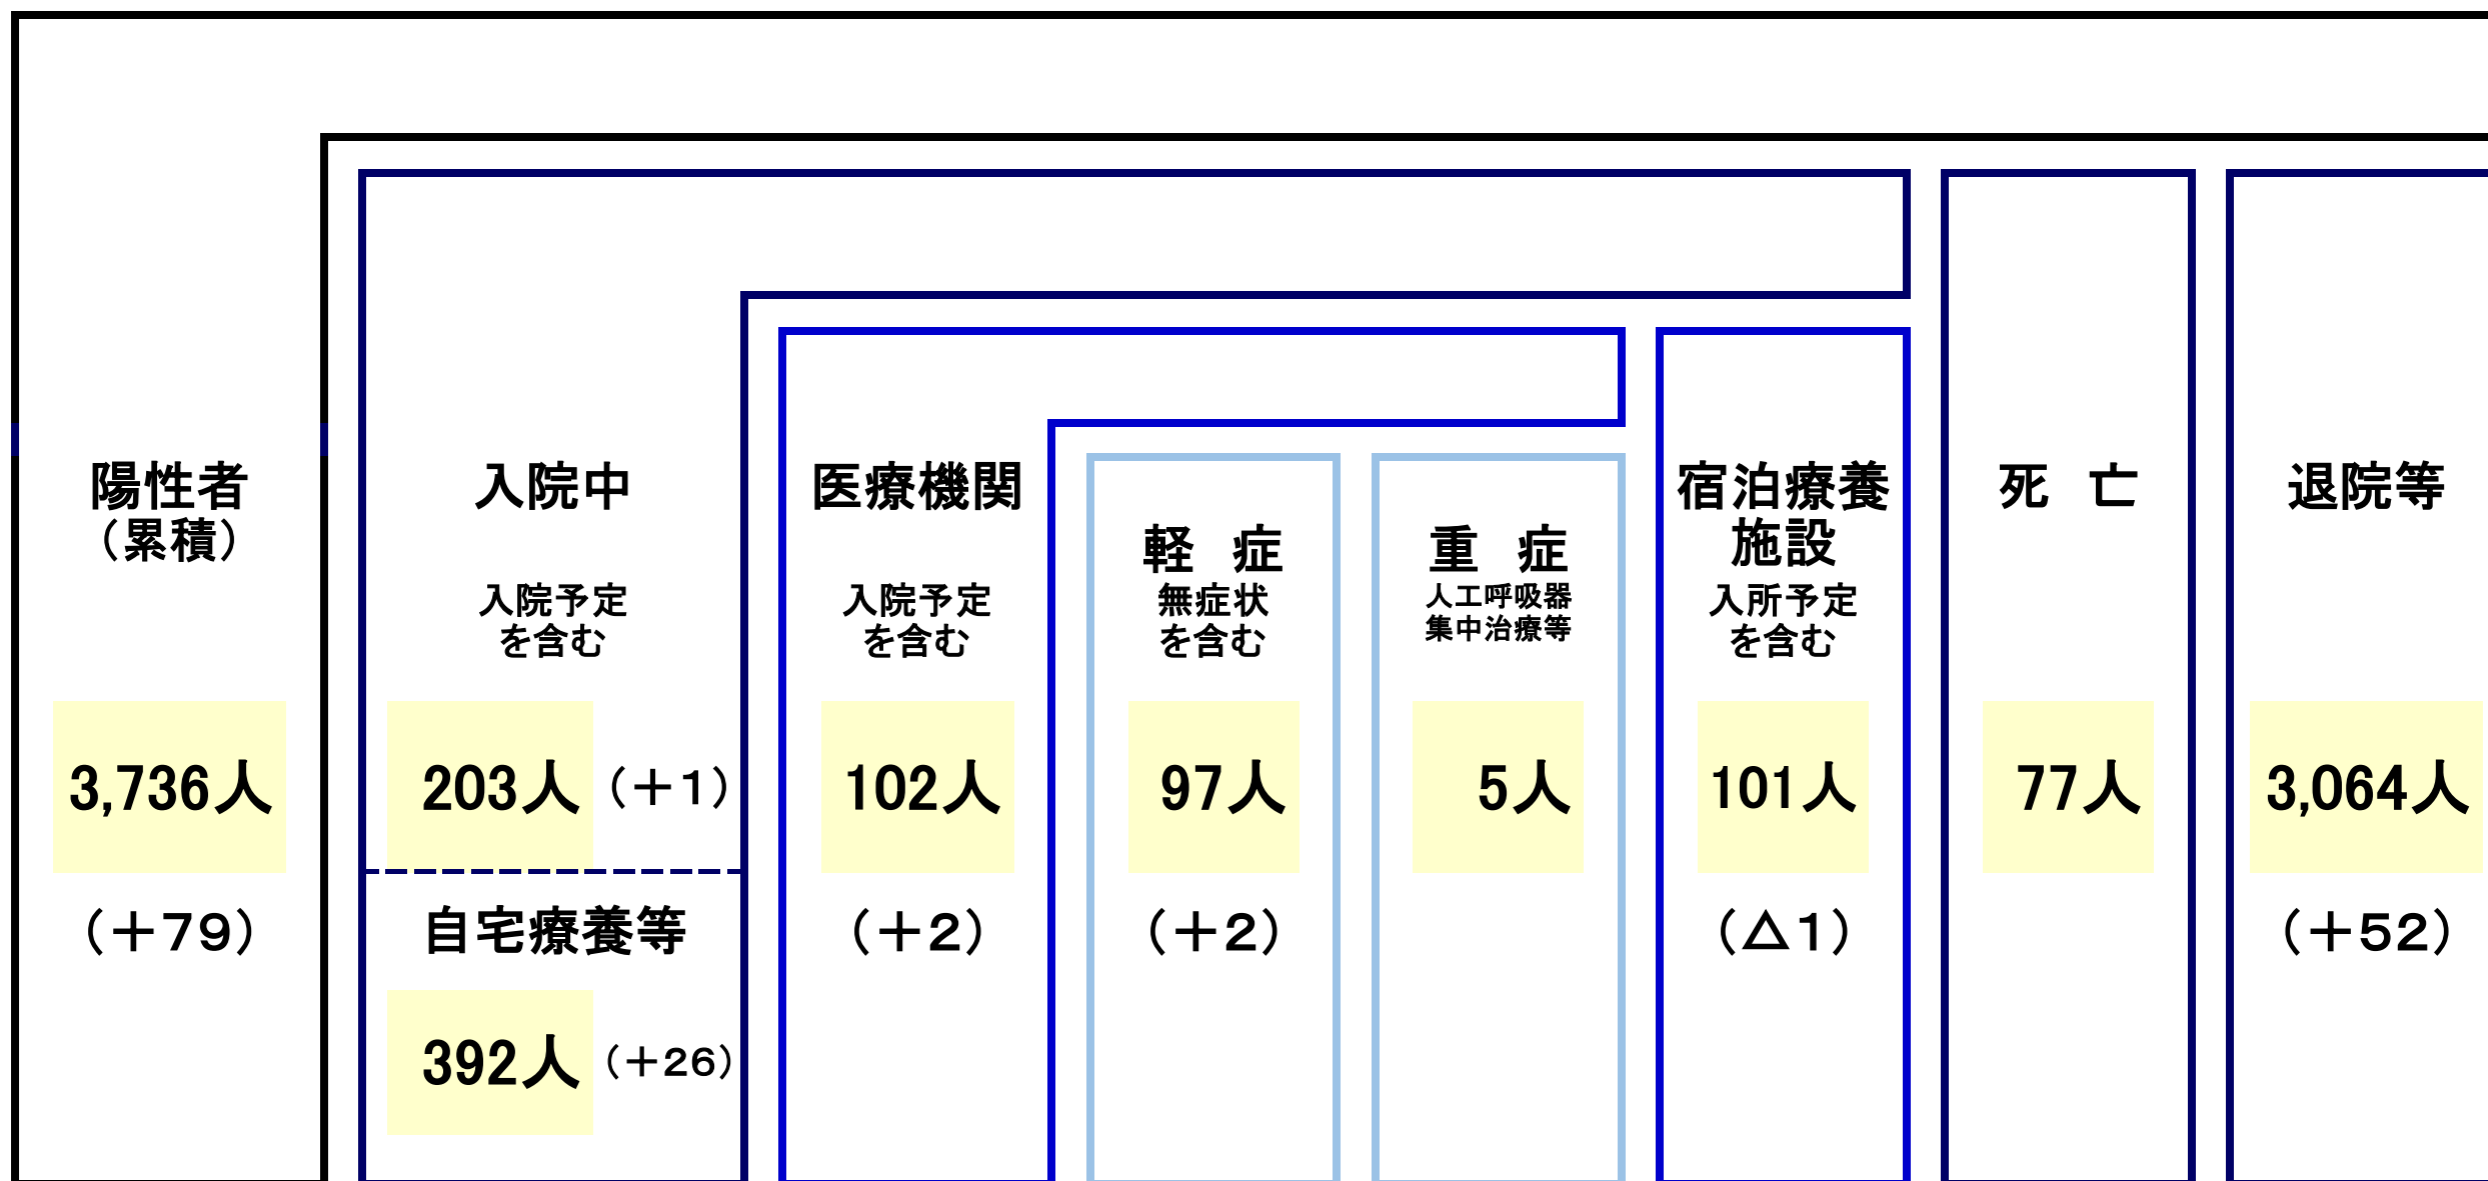 陽性者
（累積）
3,736人
（＋79）
入院中
入院予定
を含む
203人 （＋1）
自宅療養等
392人 （＋26）
医療機関
入院予定
を含む
102人
（＋2）
軽 症
無症状
を含む
97人
（＋2）
重 症
人工呼吸器
集中治療等
5人
宿泊療養
施設
入所予定
を含む
101人
（△1）
死 亡
77人
退院等
3,064人
（＋52）